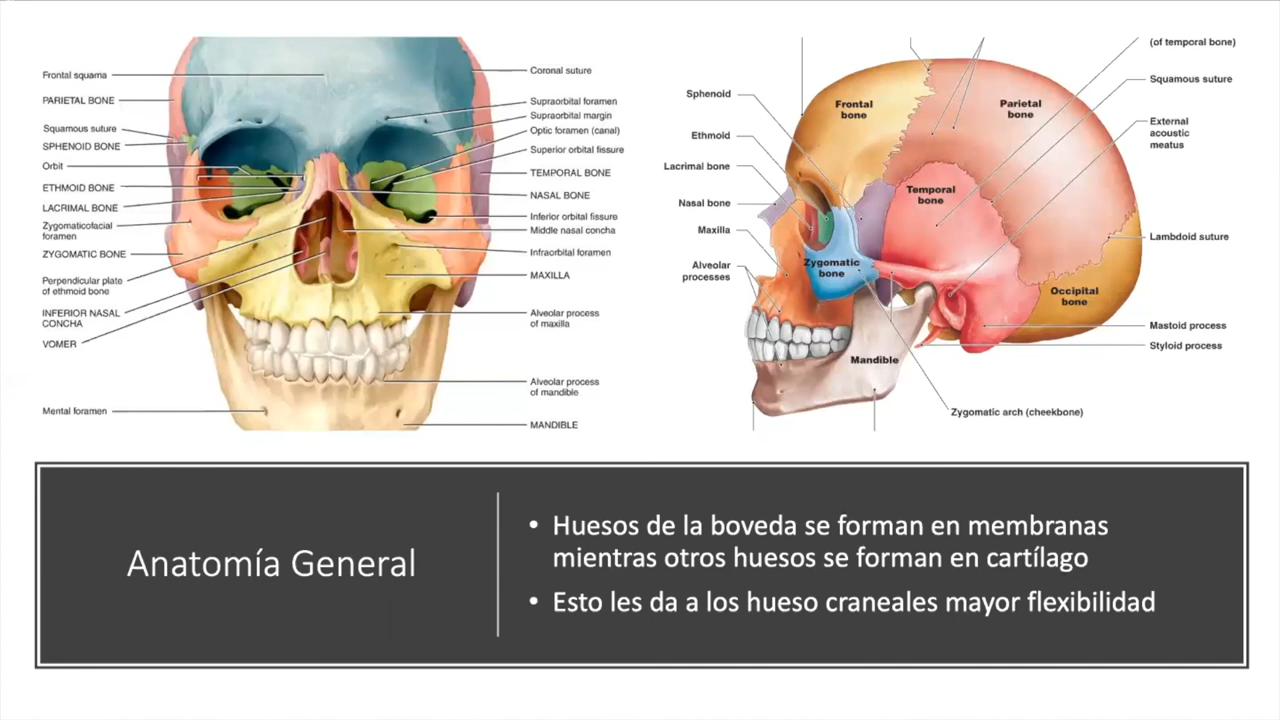 Frontal squama
PARIETAL BONE
Squamous suture
SPHENOID BONE
Orbit
ETHMOID BONE
LACRIMAL BONE
Zygomaticofacial
foramen
ZYGOMATIC BONE
Perpendicular plate
of ethmoid bone
INFERIOR NASAL
CONCHA
VOMER
Mental foramen
Coronal suture
Supraorbital foramen
Supraorbital margin
Optic foramen (canal)
Superior orbital fissure
TEMPORAL BONE
NASAL BONE
Inferior orbital fissure
Middle nasal concha
Infraorbital foramen
MAXILLA
Alveolar process
of maxilla
Alveolar process
of mandible
MANDIBLE
Sphenoid
Ethmoid
Lacrimal bone
Nasal bone
Maxilla
Alveolar
processes
Frontal
bone
Parietal
bone
Temporal
bone
Zygomatic
bone
Occipital
bone
Mandible
(of temporal bone)
Squamous suture
External
acoustic
meatus
Lambdoid suture
Mastoid process
Styloid process
Zygomatic arch (cheekbone)
Anatomía General
• Huesos de la boveda se forman en membranas
mientras otros huesos se forman en cartílago
• Esto les da a los hueso craneales mayor flexibilidad